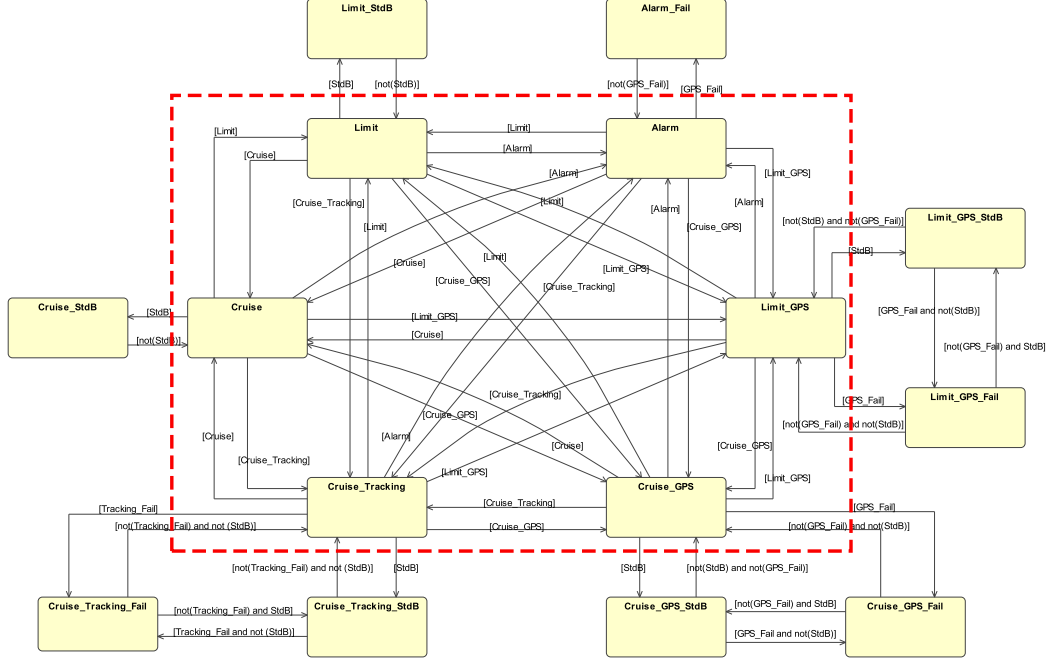 Limit_StdB
Alarm_Fail
[StdB]
[not(StdB)]
[not(GPS_Fail)]
[GPS_Fail]
Limit
Alarm
[Limit]
[Limit]
[Alarm]
[Cruise]
[Alarm]
[Limit_GPS]
[Cruise_Tracking]
[Limit]
[Alarm]
[Alarm]
[Limit]
[Cruise_GPS]
[not(StdB) and not(GPS_Fail)]
Limit_GPS_StdB
[StdB]
[Limit]
[Cruise]
[Limit_GPS]
[Cruise_GPS]
[Cruise_Tracking]
Cruise_StdB
Cruise
Limit_GPS
[StdB]
[Limit_GPS]
[GPS_Fail and not(StdB)]
[not(StdB)]
[Cruise]
[not(GPS_Fail) and StdB]
[Cruise_Tracking]
Limit_GPS_Fail
[GPS_Fail]
[Cruise_GPS]
[not(GPS_Fail) and not(StdB)]
[Cruise]
[Alarm]
[Cruise]
[Cruise_GPS]
[Cruise_Tracking]
[Limit_GPS]
[Limit_GPS]
Cruise_Tracking
Cruise_GPS
[Tracking_Fail]
[Cruise_Tracking]
[GPS_Fail]
[not(Tracking_Fail) and not (StdB)]
[Cruise_GPS]
[not(GPS_Fail) and not(StdB)]
[not(Tracking_Fail) and not (StdB)]
[StdB]
[StdB]
[not(StdB) and not(GPS_Fail)]
Cruise_Tracking_Fail
Cruise_Tracking_StdB
Cruise_GPS_StdB
Cruise_GPS_Fail
[not(Tracking_Fail) and StdB]
[not(GPS_Fail) and StdB]
[Tracking_Fail and not (StdB)]
[GPS_Fail and not(StdB)]